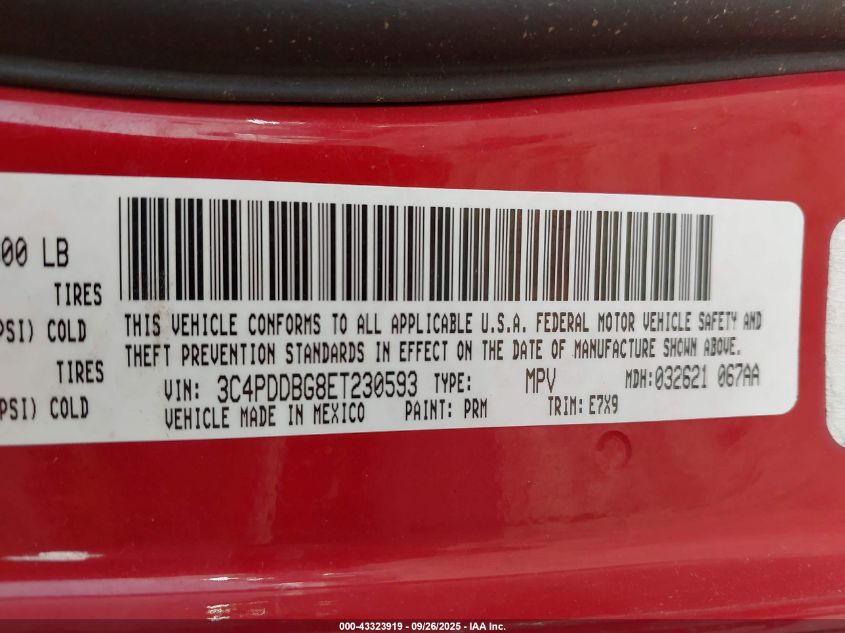 00 LB
TIRES
PSI) COLD
TIRES
PSI) COLD
THIS VEHICLE CONFORMS TO ALL APPLICABLE U.S.A. FEDERAL MOTOR VEHICLE SAFETY AND
THEFT PREVENTION STANDARDS IN EFFECT ON THE DATE OF MANUFACTURE SHOWN ABOVE.
VIN: 3C4PDDBG8ET230593 TYPE: MPV MDH: 032621 067AA
VEHICLE MADE IN MEXICO PAINT: PRM TRIM: E7X9
000-43323919 - 09/26/2025 - IAA Inc.